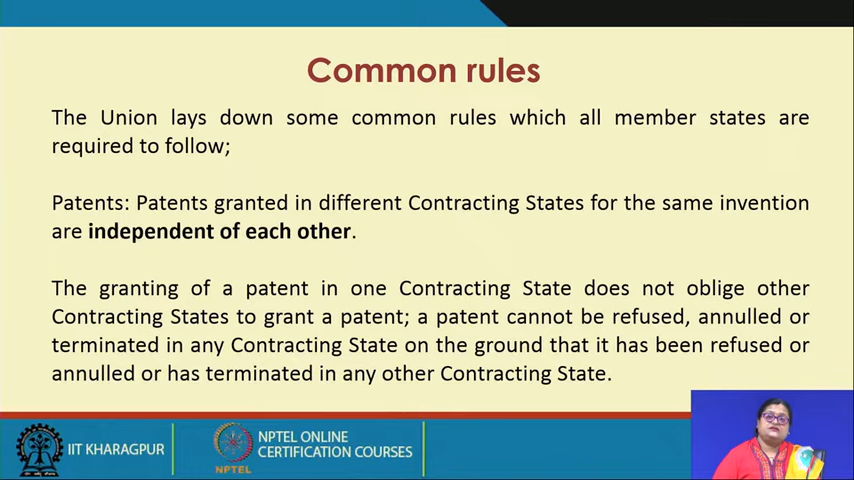 Common rules
The Union lays down some common rules which all member states are
required to follow;
Patents: Patents granted in different Contracting States for the same invention
are independent of each other.
The granting of a patent in one Contracting State does not oblige other
Contracting States to grant a patent; a patent cannot be refused, annulled or
terminated in any Contracting State on the ground that it has been refused or
annulled or has terminated in any other Contracting State.
IIT KHARAGPUR
NPTEL
NPTEL ONLINE
CERTIFICATION COURSES